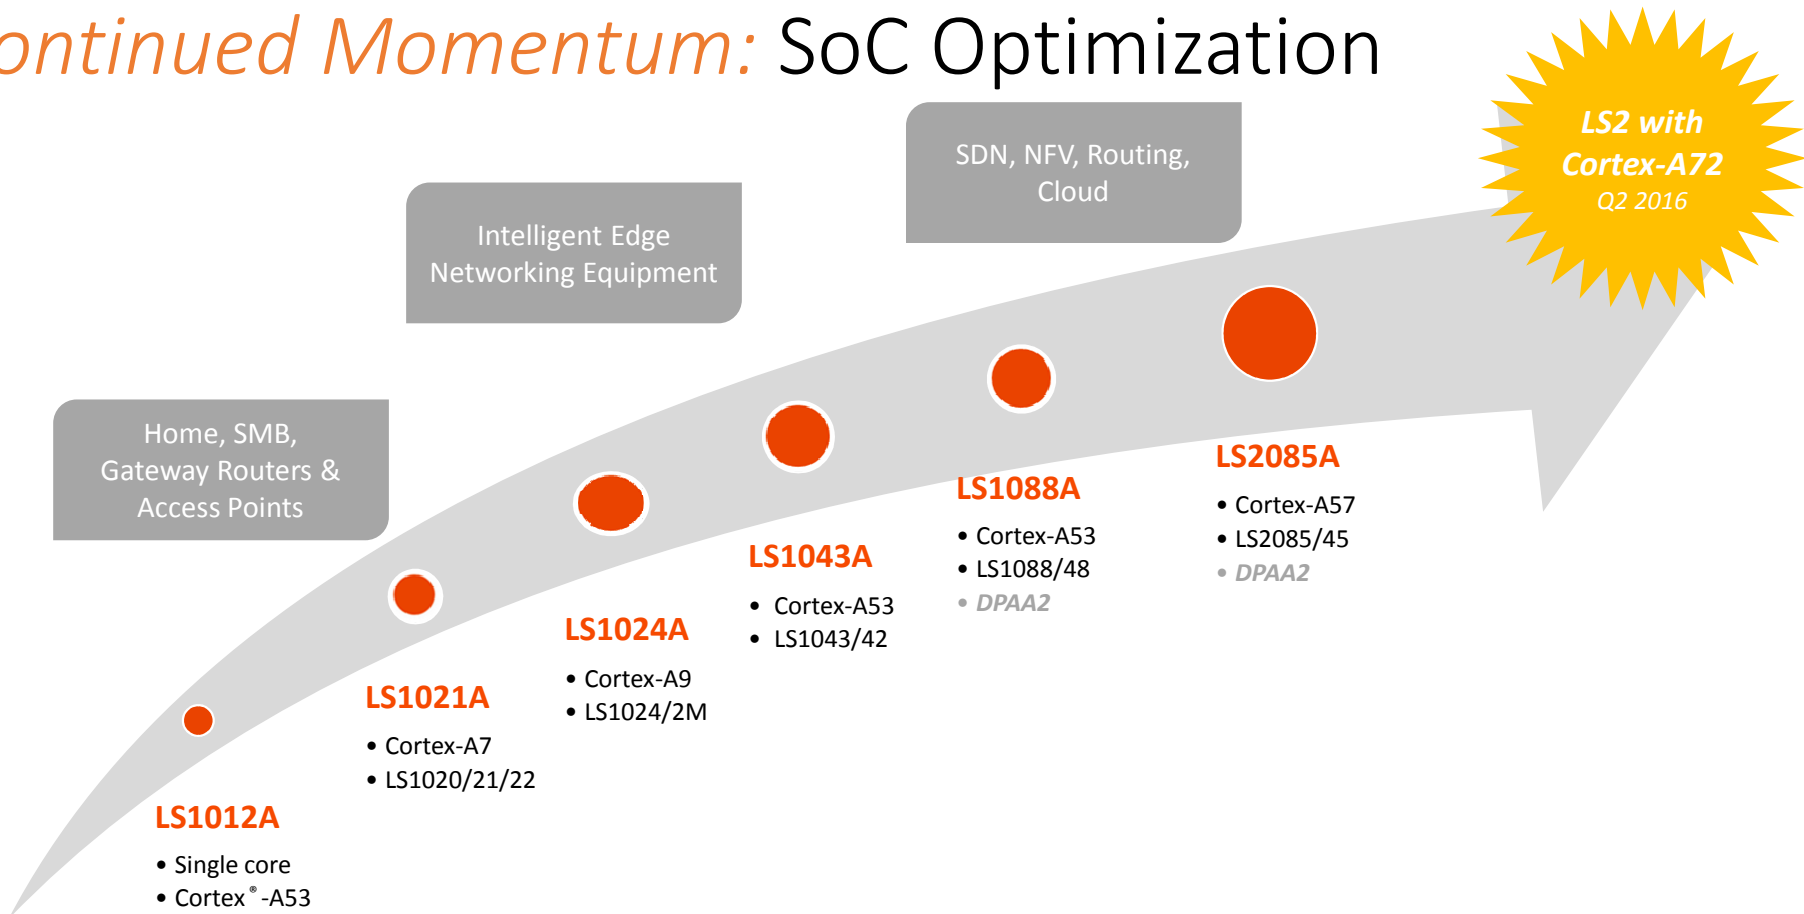 ontinued Momentum: SoC Optimization
LS2 with
Cortex-A72
Q2 2016
SDN, NFV, Routing,
Cloud
Intelligent Edge
Networking Equipment
Home, SMB,
Gateway Routers &
Access Points
LS1012A
• Single core
• Cortex®-A53
LS1021A
• Cortex-A7
• LS1020/21/22
LS1024A
• Cortex-A9
• LS1024/2M
LS1043A
• Cortex-A53
• LS1043/42
LS1088A
• Cortex-A53
• LS1088/48
• DPAA2
LS2085A
• Cortex-A57
• LS2085/45
• DPAA2